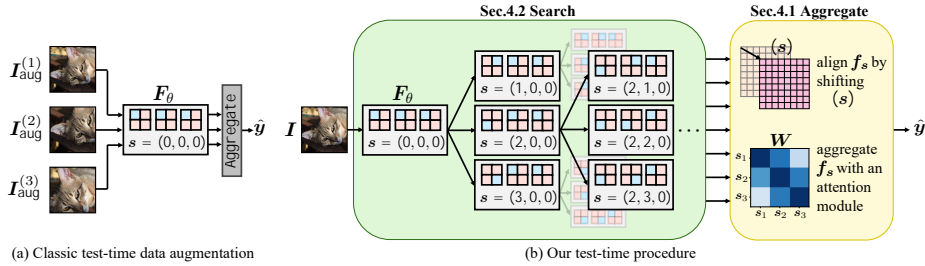 Sec.4.2 Search
Sec.4.1 Aggregate
I_aug^(1)
I_aug^(2)
I_aug^(3)
F_θ
s = (0,0,0)
Aggregate
ŷ
I
F_θ
s = (0,0,0)
s = (1,0,0)
s = (2,0,0)
s = (3,0,0)
s = (2,1,0)
s = (2,2,0)
s = (2,3,0)
...
(s)
align f_s by
shifting
(s)
W
s₁
s₂
s₃
s₁ s₂ s₃
aggregate
f_s with an
attention
module
ŷ
(a) Classic test-time data augmentation
(b) Our test-time procedure